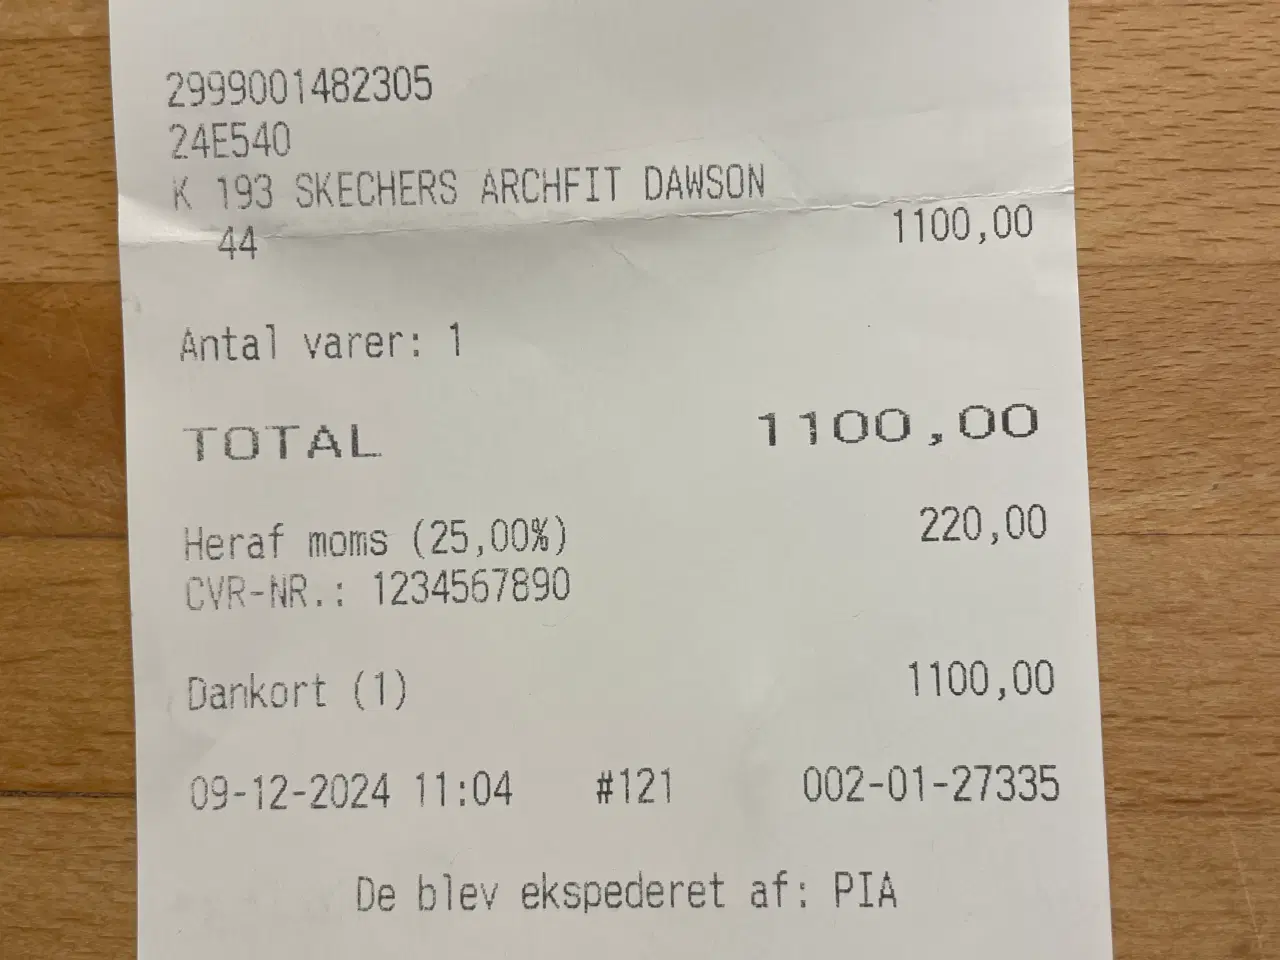 2999001482305
24E540
K 193 SKECHERS ARCHFIT DAWSON
44 1100,00
Antal varer: 1
TOTAL 1100,00
Heraf moms (25,00%) 220,00
CVR-NR.: 1234567890
Dankort (1) 1100,00
09-12-2024 11:04 #121 002-01-27335
De blev ekspederet af: PIA